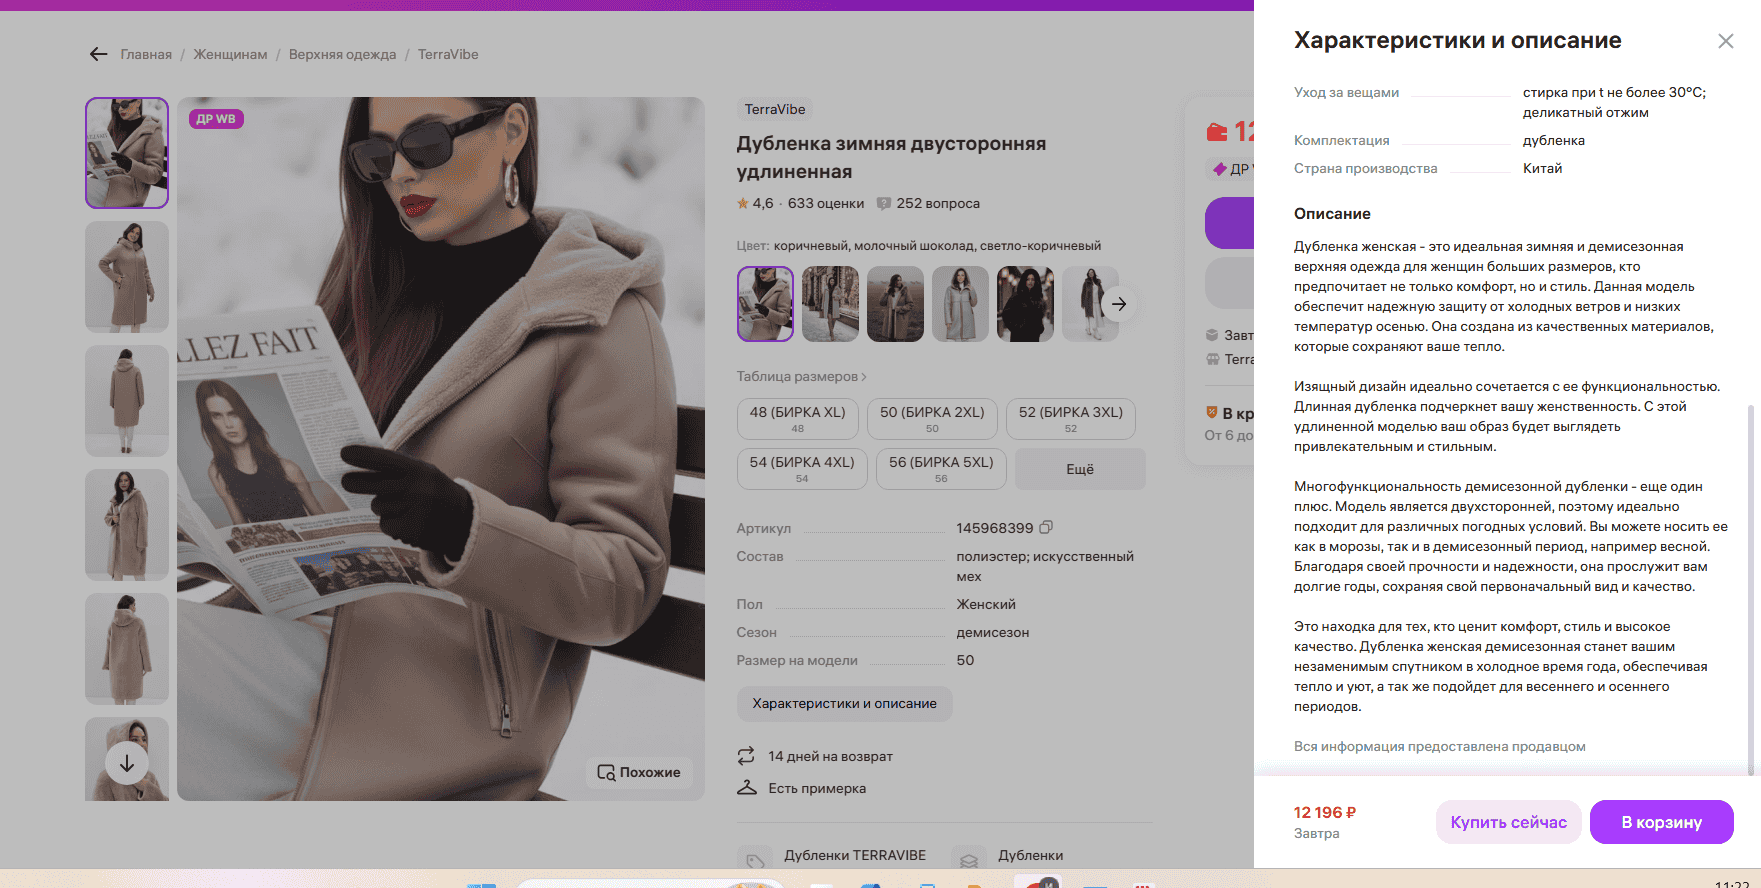 Главная / Женщинам / Верхняя одежда / TerraVibe
ДР WB
LLEZ FAIT
Похожие
TerraVibe
Дубленка зимняя двусторонняя
удлиненная
4,6 · 633 оценки
252 вопроса
Цвет: коричневый, молочный шоколад, светло-коричневый
Таблица размеров
48 (БИРКА XL)
48
50 (БИРКА 2XL)
50
52 (БИРКА 3XL)
52
54 (БИРКА 4XL)
54
56 (БИРКА 5XL)
56
Ещё
Артикул 145968399
Состав полиэстер; искусственный
мех
Пол Женский
Сезон демисезон
Размер на модели 50
Характеристики и описание
14 дней на возврат
Есть примерка
Дубленки TERRAVIBE
Дубленки
12
ДР
Завт
Terra
В кр
От 6 до
Характеристики и описание
Уход за вещами стирка при t не более 30°C;
деликатный отжим
Комплектация дубленка
Страна производства Китай
Описание
Дубленка женская - это идеальная зимняя и демисезонная
верхняя одежда для женщин больших размеров, кто
предпочитает не только комфорт, но и стиль. Данная модель
обеспечит надежную защиту от холодных ветров и низких
температур осенью. Она создана из качественных материалов,
которые сохраняют ваше тепло.
Изящный дизайн идеально сочетается с ее функциональностью.
Длинная дубленка подчеркнет вашу женственность. С этой
удлиненной моделью ваш образ будет выглядеть
привлекательным и стильным.
Многофункциональность демисезонной дубленки - еще один
плюс. Модель является двухсторонней, поэтому идеально
подходит для различных погодных условий. Вы можете носить ее
как в морозы, так и в демисезонный период, например весной.
Благодаря своей прочности и надежности, она прослужит вам
долгие годы, сохраняя свой первоначальный вид и качество.
Это находка для тех, кто ценит комфорт, стиль и высокое
качество. Дубленка женская демисезонная станет вашим
незаменимым спутником в холодное время года, обеспечивая
тепло и уют, а так же подойдет для весеннего и осеннего
периодов.
Вся информация предоставлена продавцом
12 196 ₽
Завтра
Купить сейчас
В корзину
11:22